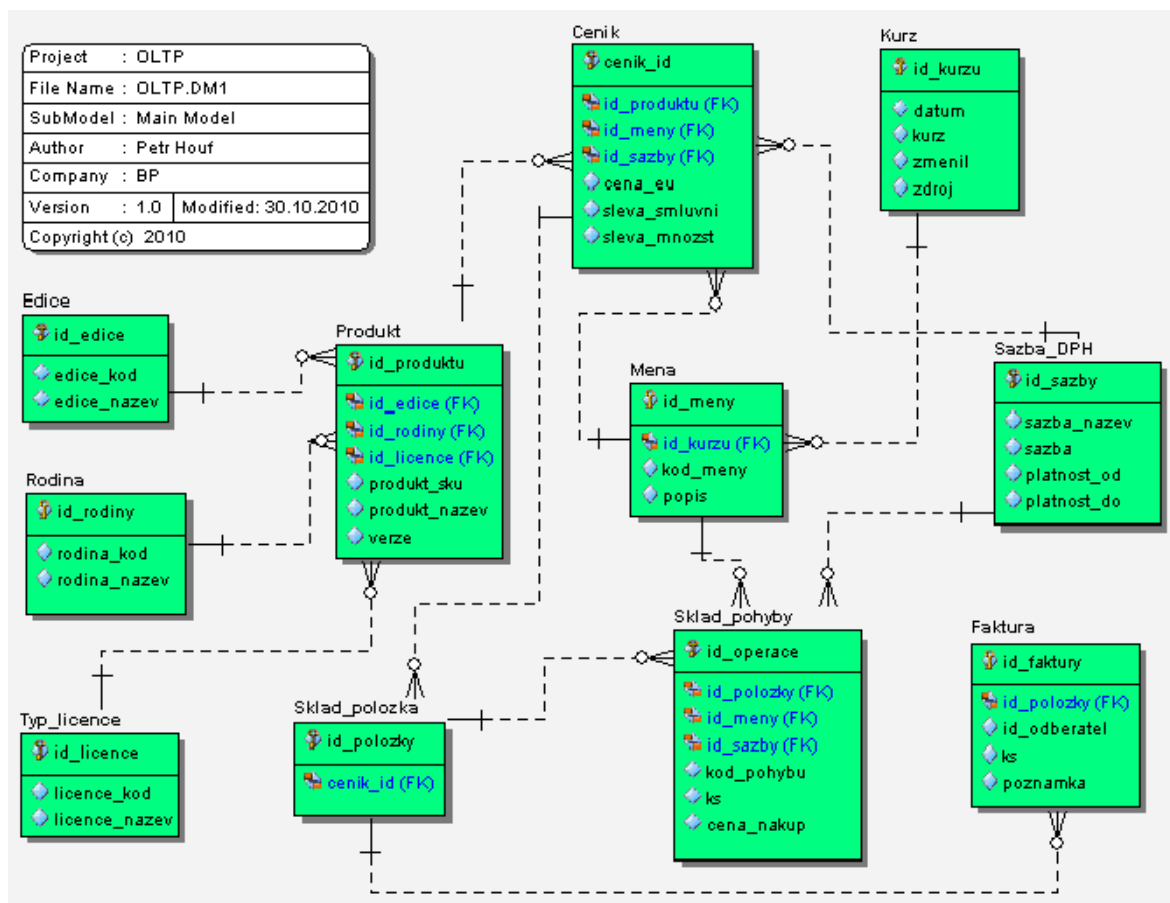 Project : OLTP
File Name : OLTP.DM1
SubModel : Main Model
Author : Petr Houf
Company : BP
Version : 1.0 Modified: 30.10.2010
Copyright (c) 2010
Cenik
cenik_id
id_produktu (FK)
id_meny (FK)
id_sazby (FK)
cena_eu
sleva_smluvni
sleva_mnozst
Kurz
id_kurzu
datum
kurz
zmenil
zdroj
Edice
id_edice
edice_kod
edice_nazev
Produkt
id_produktu
id_edice (FK)
id_rodiny (FK)
id_licence (FK)
produkt_sku
produkt_nazev
verze
Mena
id_meny
id_kurzu (FK)
kod_meny
popis
Sazba_DPH
id_sazby
sazba_nazev
sazba
platnost_od
platnost_do
Rodina
id_rodiny
rodina_kod
rodina_nazev
Typ_licence
id_licence
licence_kod
licence_nazev
Sklad_polozka
id_polozky
cenik_id (FK)
Sklad_pohyby
id_operace
id_polozky (FK)
id_meny (FK)
id_sazby (FK)
kod_pohybu
ks
cena_nakup
Faktura
id_faktury
id_polozky (FK)
id_odberatel
ks
poznamka